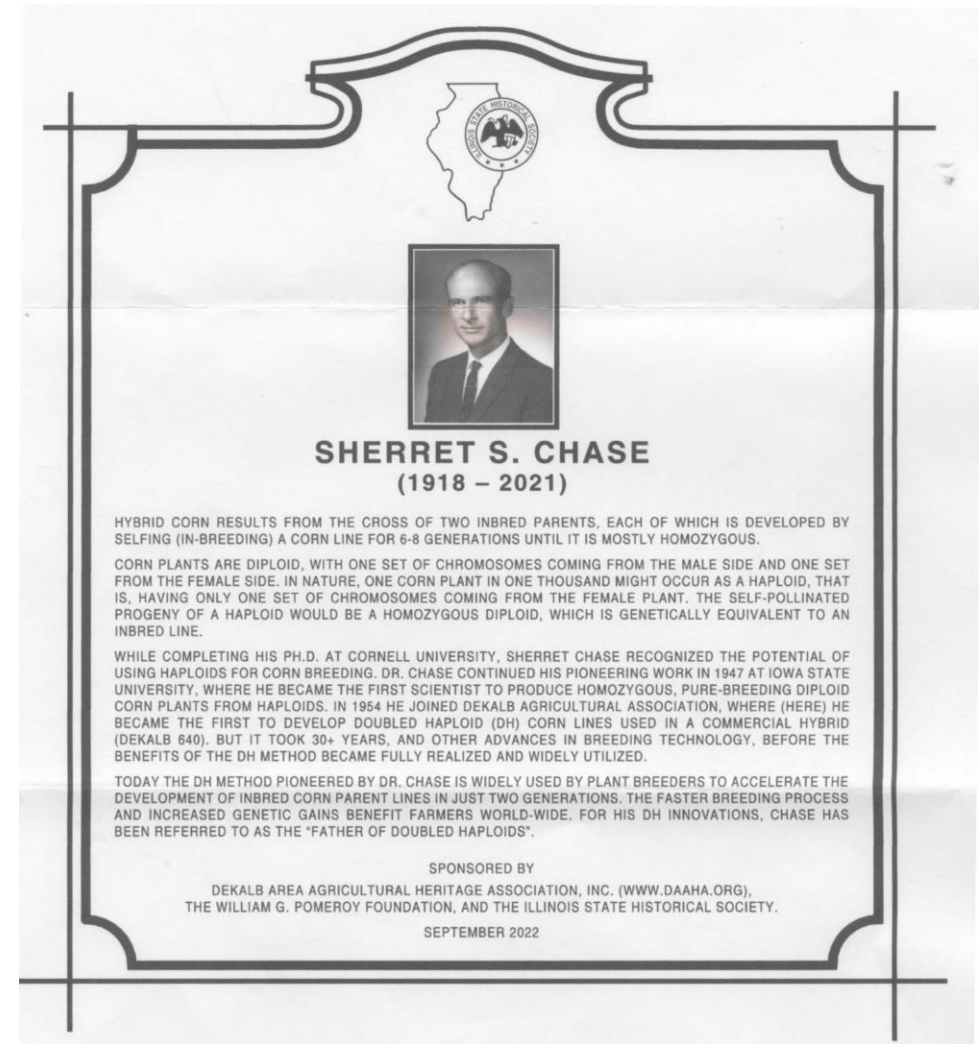 ILLINOIS STATE HISTORICAL SOCIETY
SHERRET S. CHASE
(1918 – 2021)
HYBRID CORN RESULTS FROM THE CROSS OF TWO INBRED PARENTS, EACH OF WHICH IS DEVELOPED BY
SELFING (IN-BREEDING) A CORN LINE FOR 6-8 GENERATIONS UNTIL IT IS MOSTLY HOMOZYGOUS.
CORN PLANTS ARE DIPLOID, WITH ONE SET OF CHROMOSOMES COMING FROM THE MALE SIDE AND ONE SET
FROM THE FEMALE SIDE. IN NATURE, ONE CORN PLANT IN ONE THOUSAND MIGHT OCCUR AS A HAPLOID, THAT
IS, HAVING ONLY ONE SET OF CHROMOSOMES COMING FROM THE FEMALE PLANT. THE SELF-POLLINATED
PROGENY OF A HAPLOID WOULD BE A HOMOZYGOUS DIPLOID, WHICH IS GENETICALLY EQUIVALENT TO AN
INBRED LINE.
WHILE COMPLETING HIS PH.D. AT CORNELL UNIVERSITY, SHERRET CHASE RECOGNIZED THE POTENTIAL OF
USING HAPLOIDS FOR CORN BREEDING. DR. CHASE CONTINUED HIS PIONEERING WORK IN 1947 AT IOWA STATE
UNIVERSITY, WHERE HE BECAME THE FIRST SCIENTIST TO PRODUCE HOMOZYGOUS, PURE-BREEDING DIPLOID
CORN PLANTS FROM HAPLOIDS. IN 1954 HE JOINED DEKALB AGRICULTURAL ASSOCIATION, WHERE (HERE) HE
BECAME THE FIRST TO DEVELOP DOUBLED HAPLOID (DH) CORN LINES USED IN A COMMERCIAL HYBRID
(DEKALB 640). BUT IT TOOK 30+ YEARS, AND OTHER ADVANCES IN BREEDING TECHNOLOGY, BEFORE THE
BENEFITS OF THE DH METHOD BECAME FULLY REALIZED AND WIDELY UTILIZED.
TODAY THE DH METHOD PIONEERED BY DR. CHASE IS WIDELY USED BY PLANT BREEDERS TO ACCELERATE THE
DEVELOPMENT OF INBRED CORN PARENT LINES IN JUST TWO GENERATIONS. THE FASTER BREEDING PROCESS
AND INCREASED GENETIC GAINS BENEFIT FARMERS WORLD-WIDE. FOR HIS DH INNOVATIONS, CHASE HAS
BEEN REFERRED TO AS THE "FATHER OF DOUBLED HAPLOIDS".
SPONSORED BY
DEKALB AREA AGRICULTURAL HERITAGE ASSOCIATION, INC. (WWW.DAAHA.ORG),
THE WILLIAM G. POMEROY FOUNDATION, AND THE ILLINOIS STATE HISTORICAL SOCIETY.
SEPTEMBER 2022